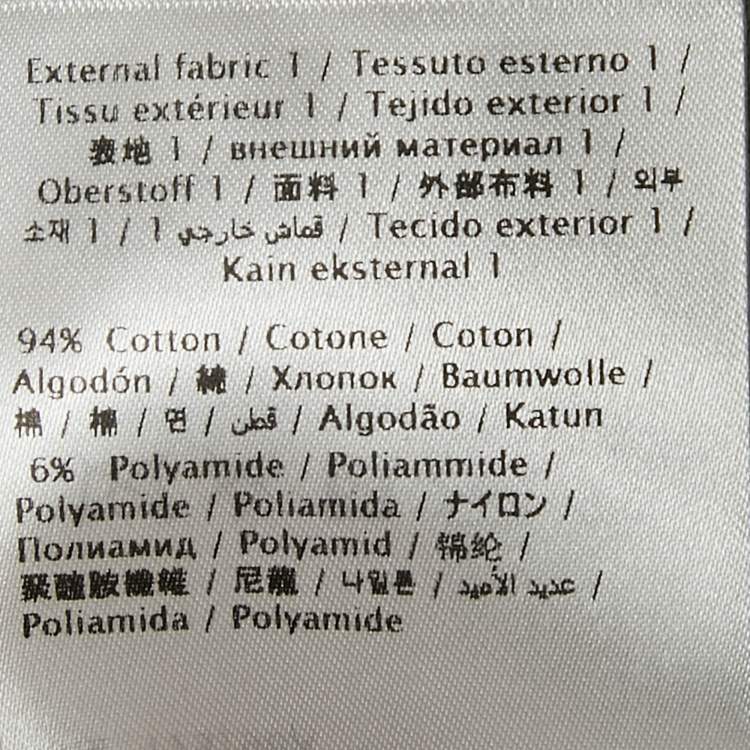 External fabric 1 / Tessuto esterno 1 /
Tissu extérieur 1 / Tejido exterior 1 /
表地 1 / внешний материал 1 /
Oberstoff 1 / 面料 1 / 外部布料 1 / 외부
소재 1 / 1 قماش خارجي / Tecido exterior 1 /
Kain eksternal 1
94% Cotton / Cotone / Coton /
Algodón / 綿 / Хлопок / Baumwolle /
棉 / 棉 / 면 / قطن / Algodão / Katun
6% Polyamide / Poliammide /
Polyamide / Poliamida / ナイロン /
Полиамид / Polyamid / 锦纶 /
聚醯胺纖維 / 尼龍 / 나일론 / عديد الأميد /
Poliamida / Polyamide